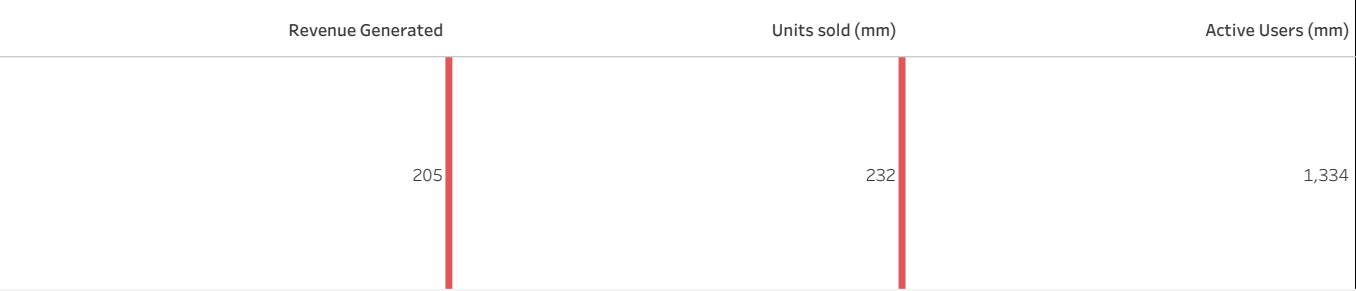 Revenue Generated Units sold (mm) Active Users (mm)
205 232 1,334